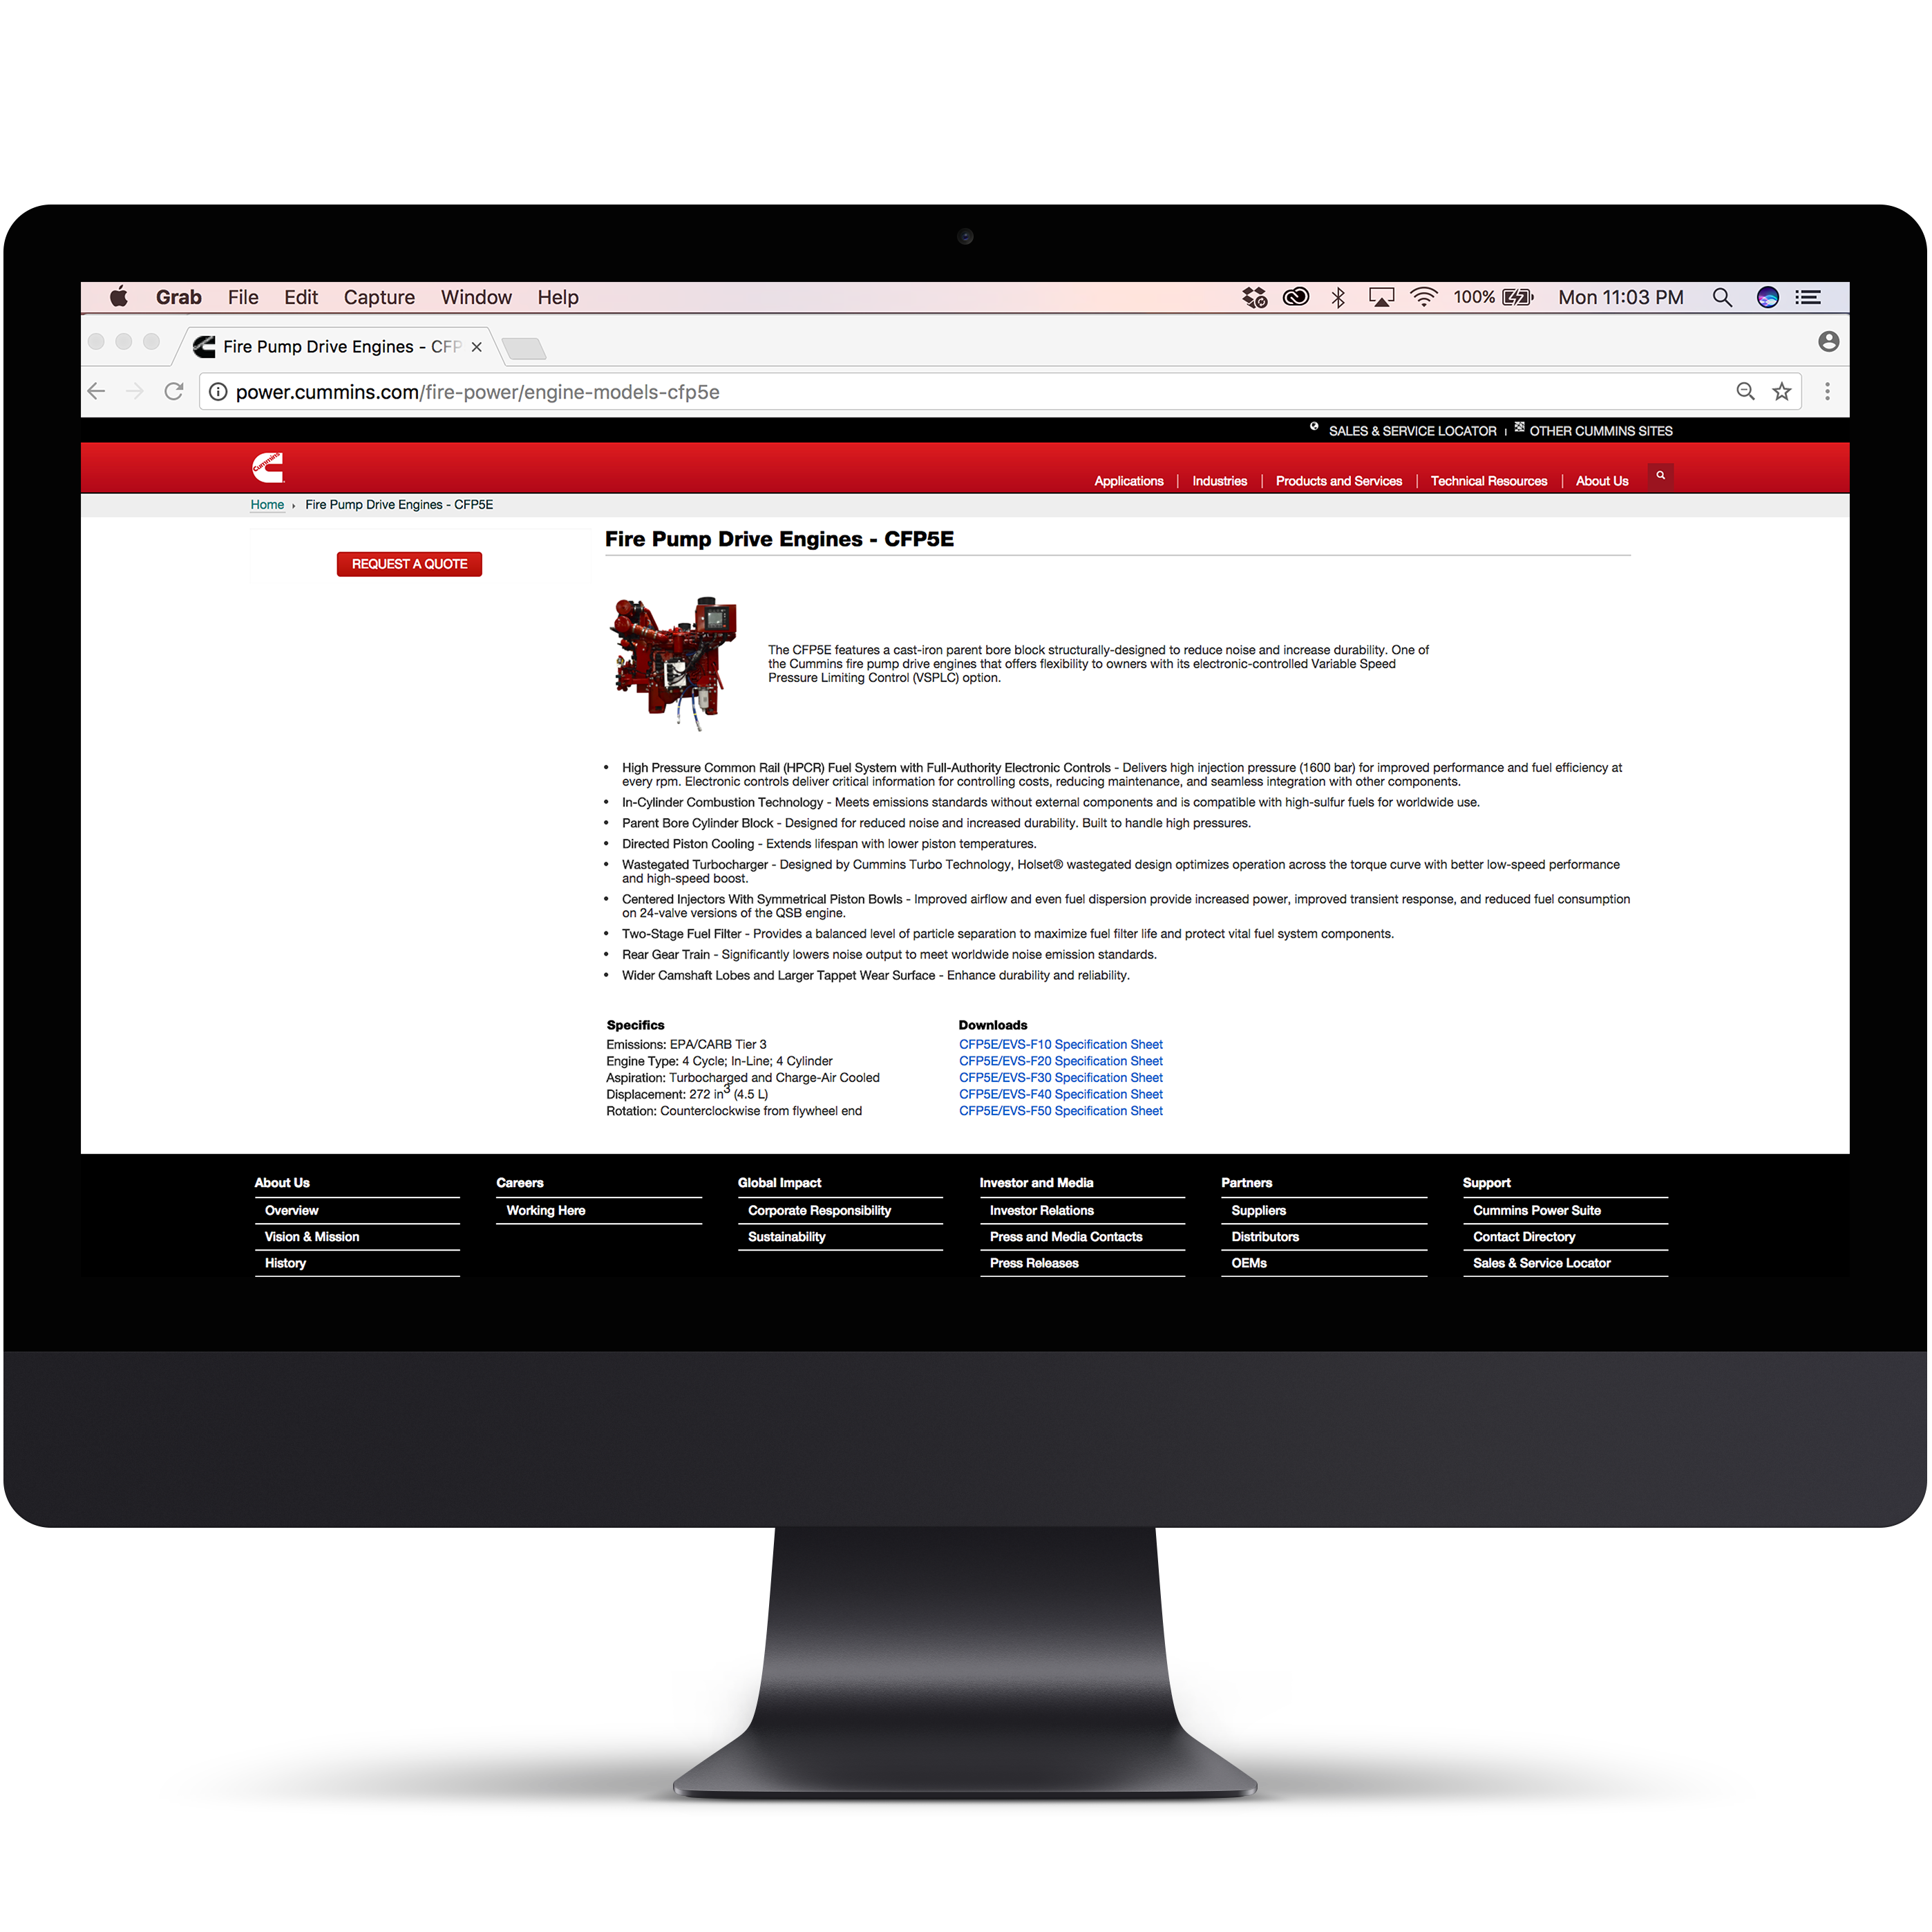 Grab File Edit Capture Window Help 100% Mon 11:03 PM
Fire Pump Drive Engines - CFP
power.cummins.com/fire-power/engine-models-cfp5e
SALES & SERVICE LOCATOR | OTHER CUMMINS SITES
Cummins
Applications | Industries | Products and Services | Technical Resources | About Us
Home › Fire Pump Drive Engines - CFP5E
Fire Pump Drive Engines - CFP5E
REQUEST A QUOTE
The CFP5E features a cast-iron parent bore block structurally-designed to reduce noise and increase durability. One of
the Cummins fire pump drive engines that offers flexibility to owners with its electronic-controlled Variable Speed
Pressure Limiting Control (VSPLC) option.
• High Pressure Common Rail (HPCR) Fuel System with Full-Authority Electronic Controls - Delivers high injection pressure (1600 bar) for improved performance and fuel efficiency at
every rpm. Electronic controls deliver critical information for controlling costs, reducing maintenance, and seamless integration with other components.
• In-Cylinder Combustion Technology - Meets emissions standards without external components and is compatible with high-sulfur fuels for worldwide use.
• Parent Bore Cylinder Block - Designed for reduced noise and increased durability. Built to handle high pressures.
• Directed Piston Cooling - Extends lifespan with lower piston temperatures.
• Wastegated Turbocharger - Designed by Cummins Turbo Technology, Holset® wastegated design optimizes operation across the torque curve with better low-speed performance
and high-speed boost.
• Centered Injectors With Symmetrical Piston Bowls - Improved airflow and even fuel dispersion provide increased power, improved transient response, and reduced fuel consumption
on 24-valve versions of the QSB engine.
• Two-Stage Fuel Filter - Provides a balanced level of particle separation to maximize fuel filter life and protect vital fuel system components.
• Rear Gear Train - Significantly lowers noise output to meet worldwide noise emission standards.
• Wider Camshaft Lobes and Larger Tappet Wear Surface - Enhance durability and reliability.
Specifics
Emissions: EPA/CARB Tier 3
Engine Type: 4 Cycle; In-Line; 4 Cylinder
Aspiration: Turbocharged and Charge-Air Cooled
Displacement: 272 in³ (4.5 L)
Rotation: Counterclockwise from flywheel end
Downloads
CFP5E/EVS-F10 Specification Sheet
CFP5E/EVS-F20 Specification Sheet
CFP5E/EVS-F30 Specification Sheet
CFP5E/EVS-F40 Specification Sheet
CFP5E/EVS-F50 Specification Sheet
About Us
Overview
Vision & Mission
History
Careers
Working Here
Global Impact
Corporate Responsibility
Sustainability
Investor and Media
Investor Relations
Press and Media Contacts
Press Releases
Partners
Suppliers
Distributors
OEMs
Support
Cummins Power Suite
Contact Directory
Sales & Service Locator